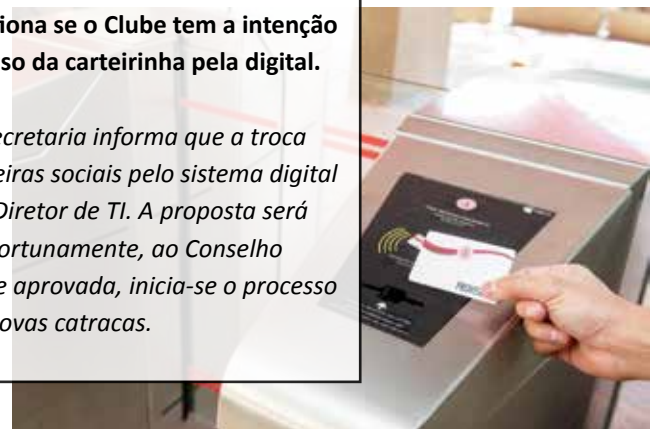 iona se o Clube tem a intenção
so da carteirinha pela digital.
ecretaria informa que a troca
eiras sociais pelo sistema digital
Diretor de TI. A proposta será
ortunamente, ao Conselho
e aprovada, inicia-se o processo
ovas catracas.